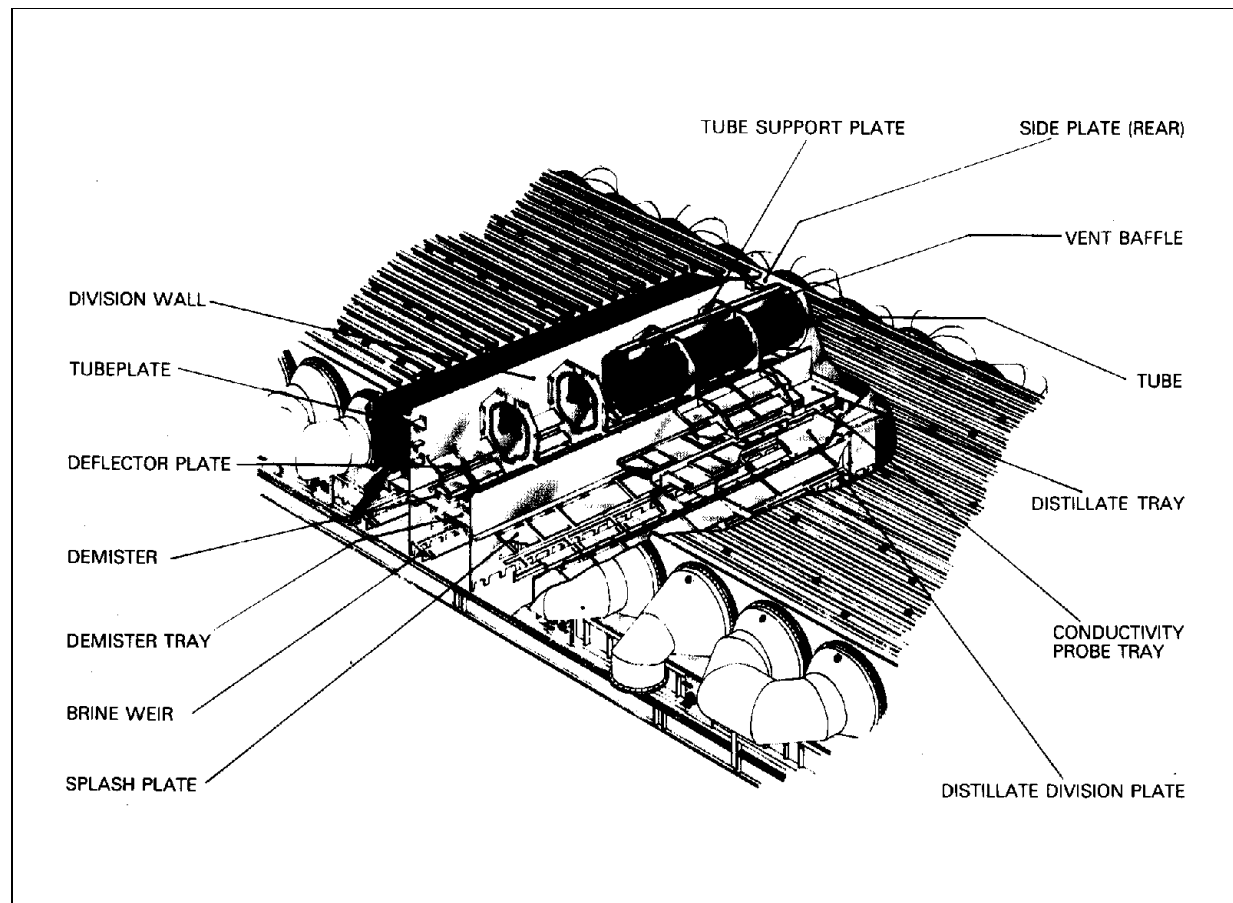 TUBE SUPPORT PLATE
SIDE PLATE (REAR)
VENT BAFFLE
DIVISION WALL
TUBEPLATE
TUBE
DEFLECTOR PLATE
DISTILLATE TRAY
DEMISTER
DEMISTER TRAY
CONDUCTIVITY
PROBE TRAY
BRINE WEIR
SPLASH PLATE
DISTILLATE DIVISION PLATE